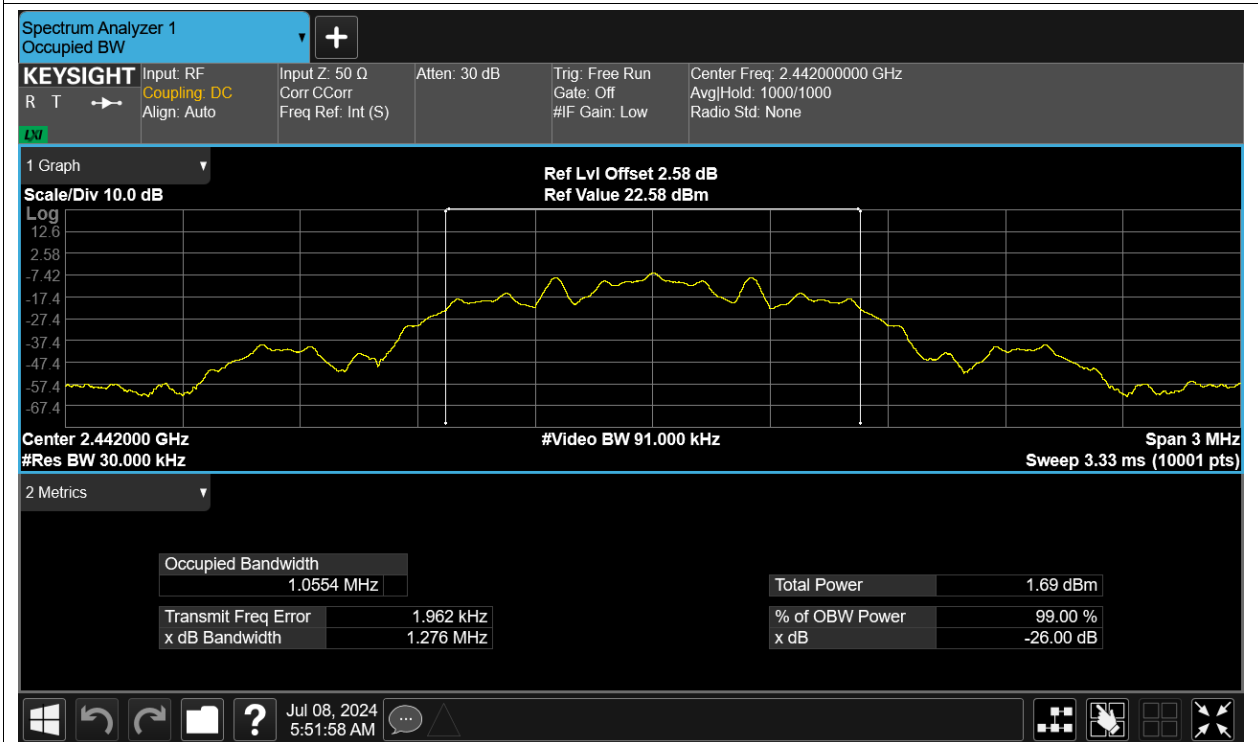 Spectrum Analyzer 1
Occupied BW
+
KEYSIGHT
R T
LXI
Input: RF
Coupling: DC
Align: Auto
Input Z: 50 Ω
Corr CCorr
Freq Ref: Int (S)
Atten: 30 dB
Trig: Free Run
Gate: Off
#IF Gain: Low
Center Freq: 2.442000000 GHz
Avg|Hold: 1000/1000
Radio Std: None
1 Graph
Scale/Div 10.0 dB
Ref Lvl Offset 2.58 dB
Ref Value 22.58 dBm
Log
12.6
2.58
-7.42
-17.4
-27.4
-37.4
-47.4
-57.4
-67.4
Center 2.442000 GHz
#Res BW 30.000 kHz
#Video BW 91.000 kHz
Span 3 MHz
Sweep 3.33 ms (10001 pts)
2 Metrics
Occupied Bandwidth
1.0554 MHz
Transmit Freq Error 1.962 kHz
x dB Bandwidth 1.276 MHz
Total Power 1.69 dBm
% of OBW Power 99.00 %
x dB -26.00 dB
?
Jul 08, 2024
5:51:58 AM